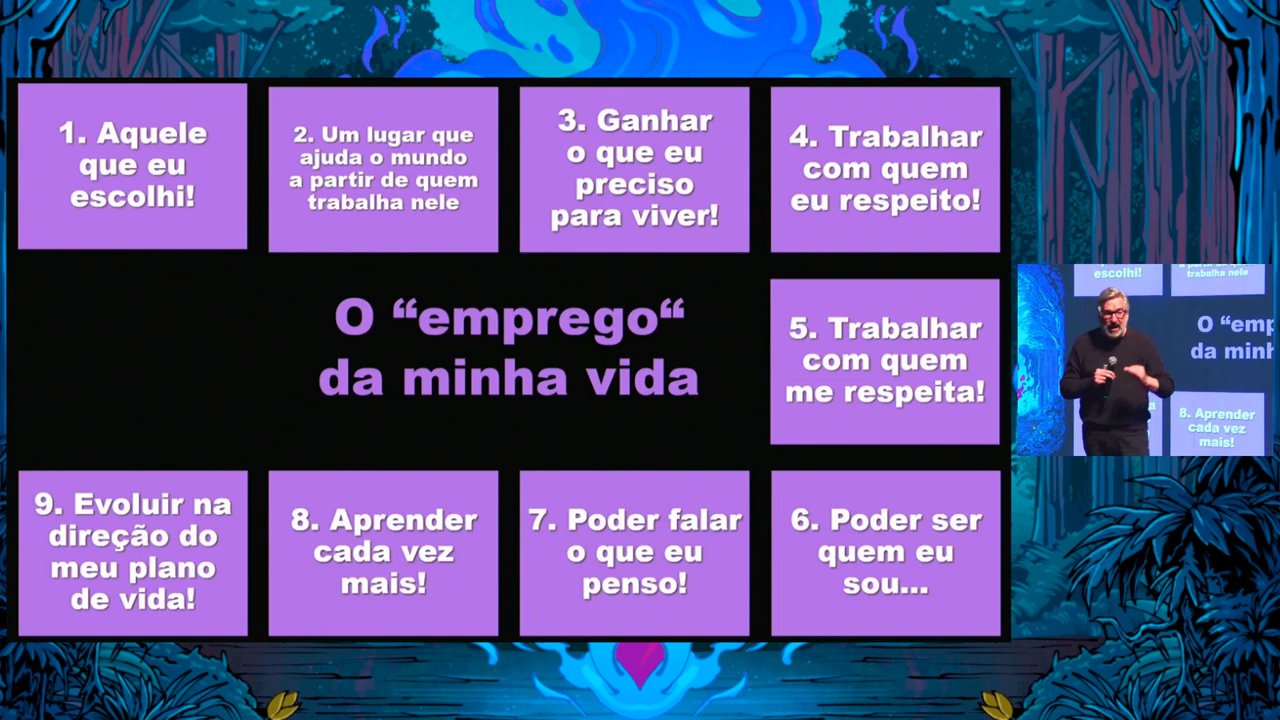 1. Aquele
que eu
escolhi!
2. Um lugar que
ajuda o mundo
a partir de quem
trabalha nele
3. Ganhar
o que eu
preciso
para viver!
4. Trabalhar
com quem
eu respeito!
O “emprego“
da minha vida
5. Trabalhar
com quem
me respeita!
9. Evoluir na
direção do
meu plano
de vida!
8. Aprender
cada vez
mais!
7. Poder falar
o que eu
penso!
6. Poder ser
quem eu
sou...
escolhi!
trabalha nele
O “emp
da minh
8. Aprender
cada vez
mais!